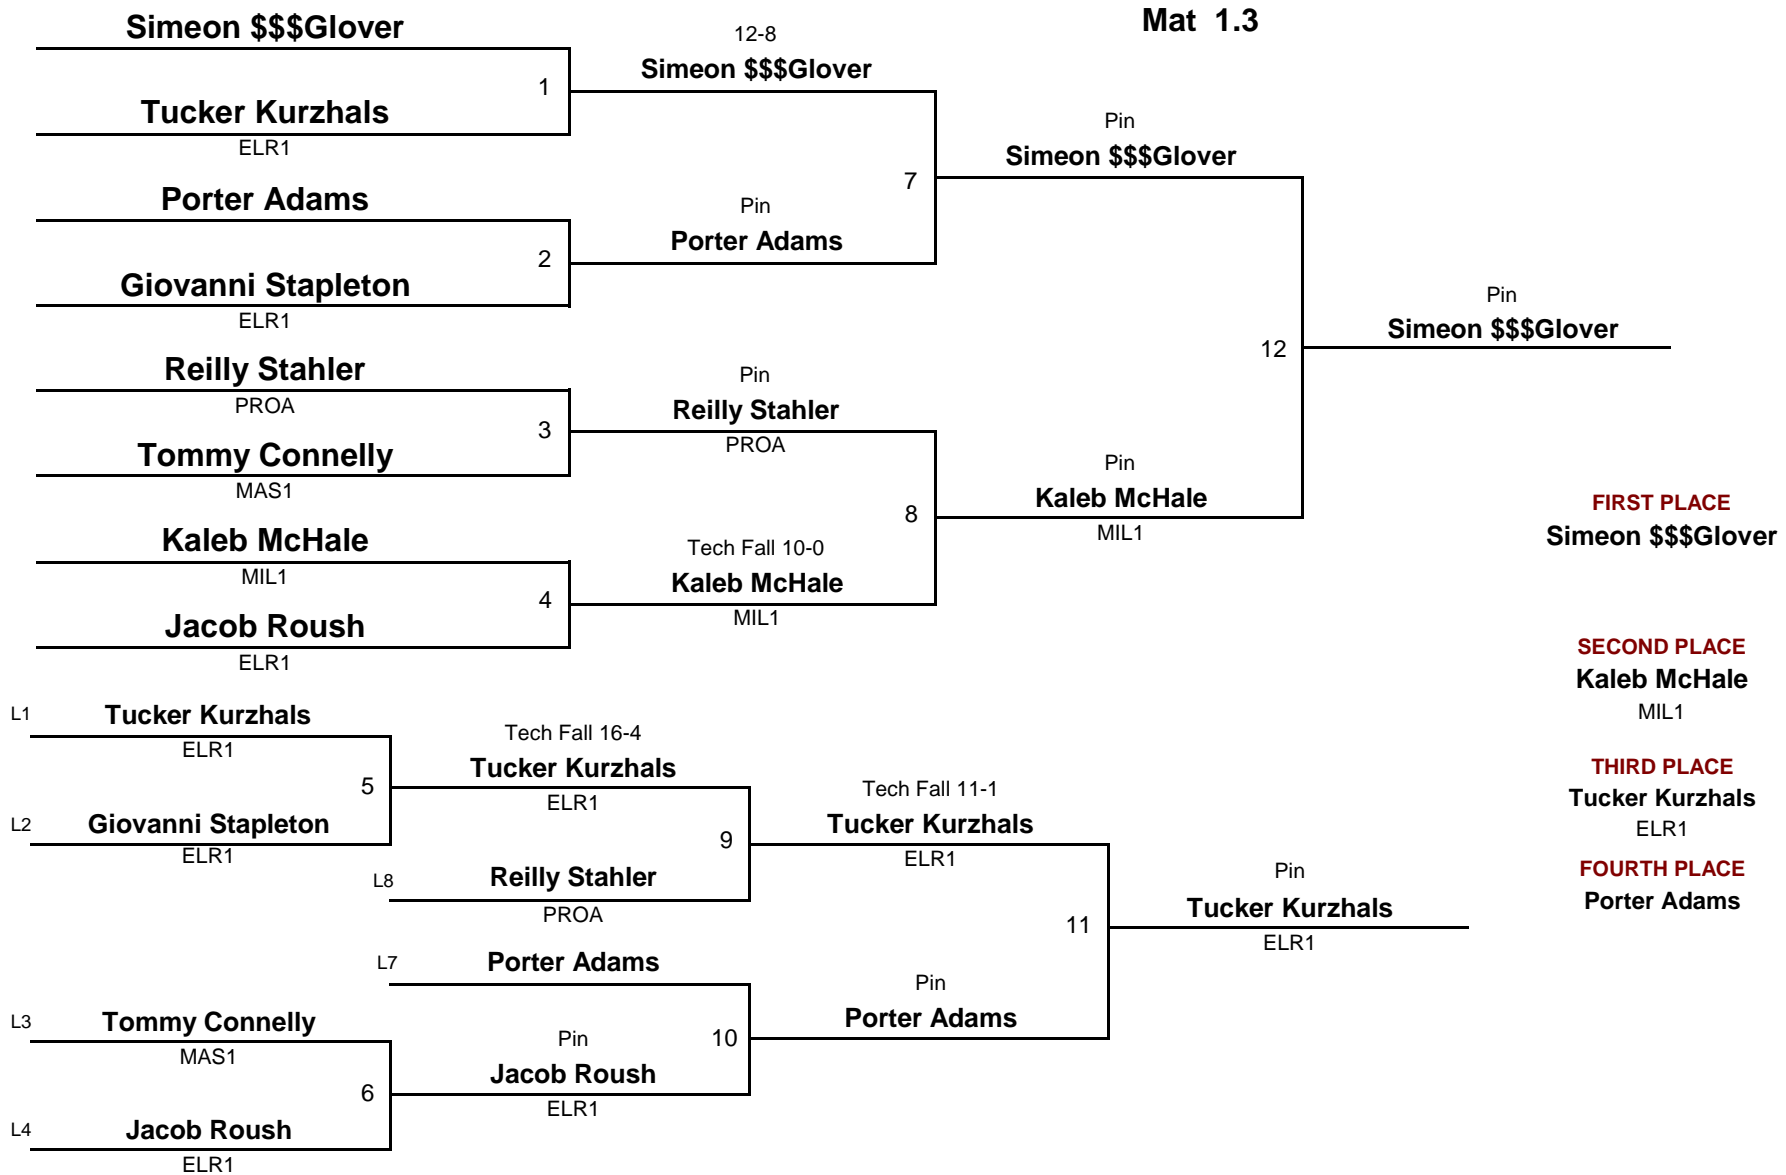 Mat 1.3
Simeon $$$Glover
1
Tucker Kurzhals
ELR1
12-8
Simeon $$$Glover
Porter Adams
2
Giovanni Stapleton
ELR1
Pin
Porter Adams
7
Pin
Simeon $$$Glover
Reilly Stahler
PROA
3
Tommy Connelly
MAS1
Pin
Reilly Stahler
PROA
Kaleb McHale
MIL1
4
Jacob Roush
ELR1
Tech Fall 10-0
Kaleb McHale
MIL1
8
Pin
Kaleb McHale
MIL1
12
Pin
Simeon $$$Glover
FIRST PLACE
Simeon $$$Glover
SECOND PLACE
Kaleb McHale
MIL1
THIRD PLACE
Tucker Kurzhals
ELR1
FOURTH PLACE
Porter Adams
L1
Tucker Kurzhals
ELR1
5
L2
Giovanni Stapleton
ELR1
Tech Fall 16-4
Tucker Kurzhals
ELR1
9
L8
Reilly Stahler
PROA
Tech Fall 11-1
Tucker Kurzhals
ELR1
L7
Porter Adams
L3
Tommy Connelly
MAS1
6
L4
Jacob Roush
ELR1
Pin
Jacob Roush
ELR1
10
Pin
Porter Adams
11
Pin
Tucker Kurzhals
ELR1